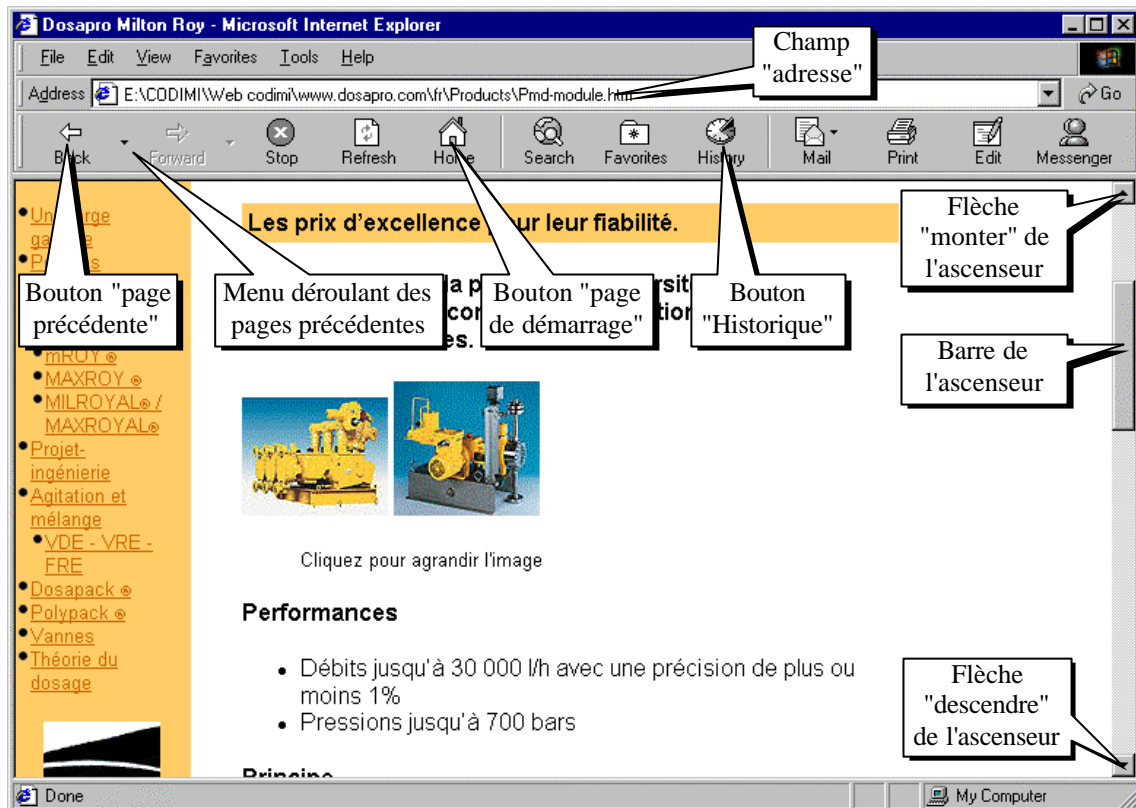 Dosapro Milton Roy - Microsoft Internet Explorer
File Edit View Favorites Tools Help
Champ
"adresse"
Address E:\CODIMI\Web codimi\www.dosapro.com\fr\Products\Pmd-module.htm
Go
Back Forward Stop Refresh Home Search Favorites History Mail Print Edit Messenger
Les prix d'excellence pour leur fiabilité.
Flèche
"monter" de
l'ascenseur
Bouton "page
précédente"
Menu déroulant des
pages précédentes
Bouton "page
de démarrage"
Bouton
"Historique"
Barre de
l'ascenseur
mROY ®
MAXROY ®
MILROYAL® /
MAXROYAL®
Projet-
ingénierie
Agitation et
mélange
VDE - VRE -
FRE
Dosapack ®
Polypack ®
Vannes
Théorie du
dosage
Cliquez pour agrandir l'image
Performances
Débits jusqu'à 30 000 l/h avec une précision de plus ou
moins 1%
Pressions jusqu'à 700 bars
Principe
Flèche
"descendre"
de l'ascenseur
Done
My Computer